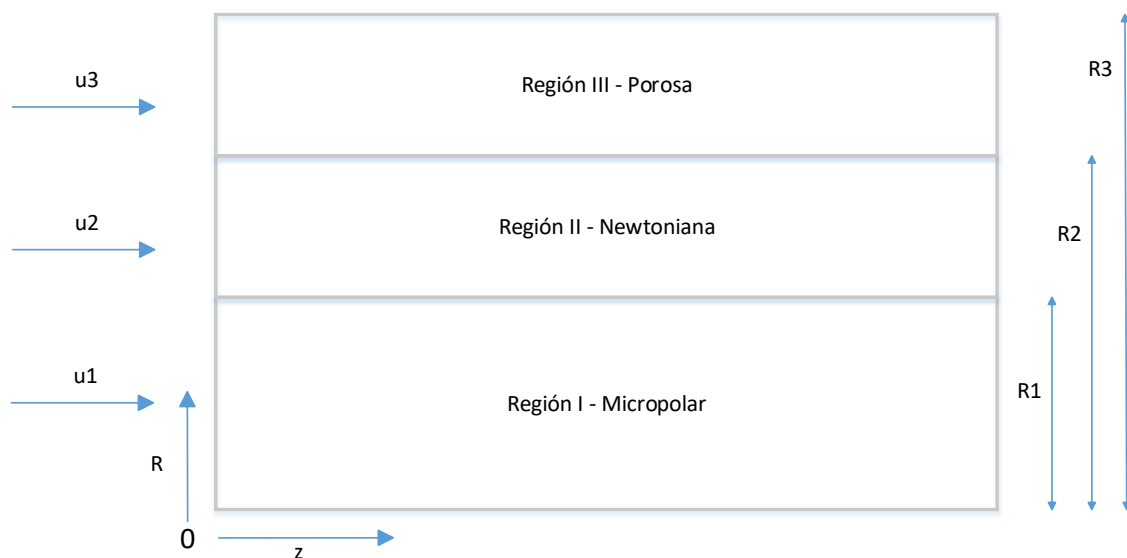 Región III - Porosa
u3
R3
Región II - Newtoniana
u2
R2
u1
Región I - Micropolar
R1
R
0
z